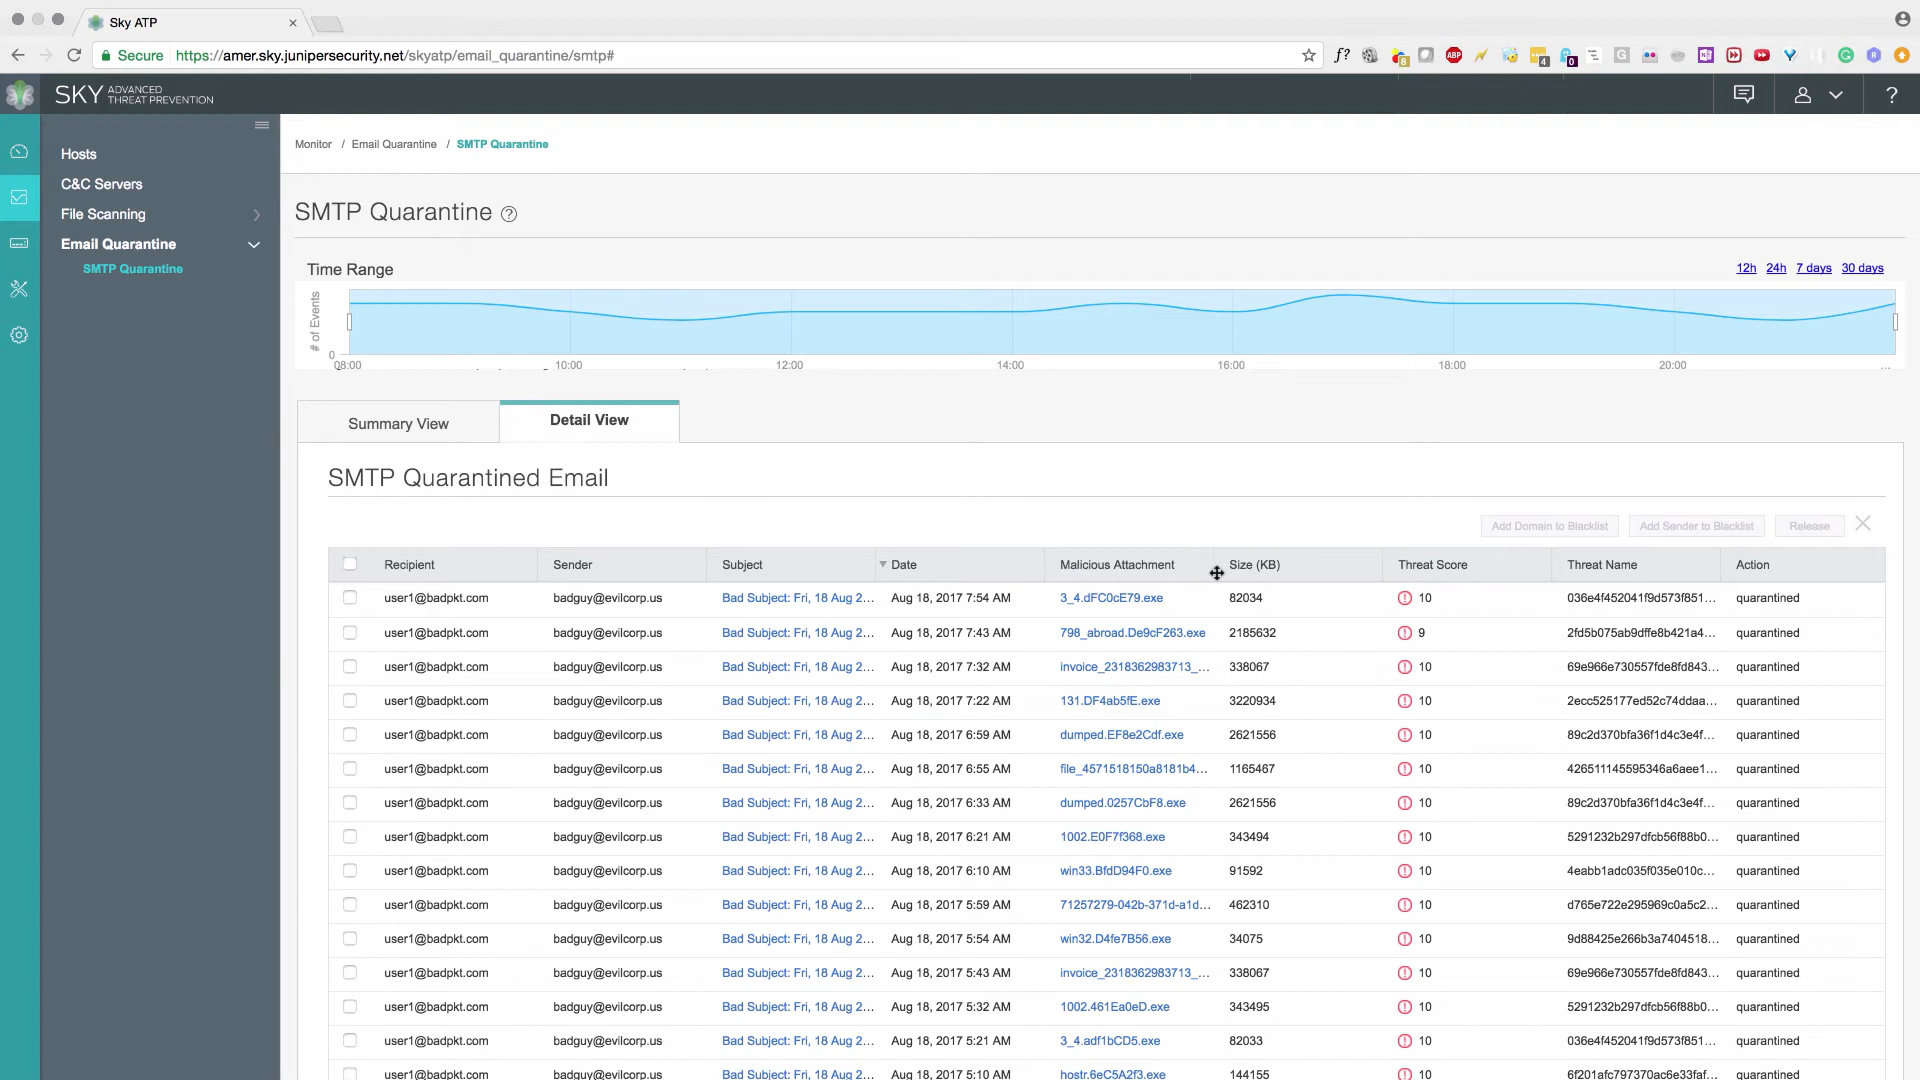 Sky ATP
Secure https://amer.sky.junipersecurity.net/skyatp/email_quarantine/smtp#
f?
8
ABP
4
0
G
N
G
R
SKY ADVANCED THREAT PREVENTION
?
Hosts
C&C Servers
File Scanning
Email Quarantine
SMTP Quarantine
Monitor / Email Quarantine / SMTP Quarantine
SMTP Quarantine ?
Time Range
12h 24h 7 days 30 days
# of Events
0
08:00 10:00 12:00 14:00 16:00 18:00 20:00 ...
Summary View
Detail View
SMTP Quarantined Email
Add Domain to Blacklist Add Sender to Blacklist Release
Recipient Sender Subject Date Malicious Attachment Size (KB) Threat Score Threat Name Action
user1@badpkt.com badguy@evilcorp.us Bad Subject: Fri, 18 Aug 2... Aug 18, 2017 7:54 AM 3_4.dFC0cE79.exe 82034 10 036e4f452041f9d573f851... quarantined
user1@badpkt.com badguy@evilcorp.us Bad Subject: Fri, 18 Aug 2... Aug 18, 2017 7:43 AM 798_abroad.De9cF263.exe 2185632 9 2fd5b075ab9dffe8b421a4... quarantined
user1@badpkt.com badguy@evilcorp.us Bad Subject: Fri, 18 Aug 2... Aug 18, 2017 7:32 AM invoice_2318362983713_... 338067 10 69e966e730557fde8fd843... quarantined
user1@badpkt.com badguy@evilcorp.us Bad Subject: Fri, 18 Aug 2... Aug 18, 2017 7:22 AM 131.DF4ab5fE.exe 3220934 10 2ecc525177ed52c74ddaa... quarantined
user1@badpkt.com badguy@evilcorp.us Bad Subject: Fri, 18 Aug 2... Aug 18, 2017 6:59 AM dumped.EF8e2Cdf.exe 2621556 10 89c2d370bfa36f1d4c3e4f... quarantined
user1@badpkt.com badguy@evilcorp.us Bad Subject: Fri, 18 Aug 2... Aug 18, 2017 6:55 AM file_4571518150a8181b4... 1165467 10 426511145595346a6aee1... quarantined
user1@badpkt.com badguy@evilcorp.us Bad Subject: Fri, 18 Aug 2... Aug 18, 2017 6:33 AM dumped.0257CbF8.exe 2621556 10 89c2d370bfa36f1d4c3e4f... quarantined
user1@badpkt.com badguy@evilcorp.us Bad Subject: Fri, 18 Aug 2... Aug 18, 2017 6:21 AM 1002.E0F7f368.exe 343494 10 5291232b297dfcb56f88b0... quarantined
user1@badpkt.com badguy@evilcorp.us Bad Subject: Fri, 18 Aug 2... Aug 18, 2017 6:10 AM win33.BfdD94F0.exe 91592 10 4eabb1adc035f035e010c... quarantined
user1@badpkt.com badguy@evilcorp.us Bad Subject: Fri, 18 Aug 2... Aug 18, 2017 5:59 AM 71257279-042b-371d-a1d... 462310 10 d765e722e295969c0a5c2... quarantined
user1@badpkt.com badguy@evilcorp.us Bad Subject: Fri, 18 Aug 2... Aug 18, 2017 5:54 AM win32.D4fe7B56.exe 34075 10 9d88425e266b3a7404518... quarantined
user1@badpkt.com badguy@evilcorp.us Bad Subject: Fri, 18 Aug 2... Aug 18, 2017 5:43 AM invoice_2318362983713_... 338067 10 69e966e730557fde8fd843... quarantined
user1@badpkt.com badguy@evilcorp.us Bad Subject: Fri, 18 Aug 2... Aug 18, 2017 5:32 AM 1002.461Ea0eD.exe 343495 10 5291232b297dfcb56f88b0... quarantined
user1@badpkt.com badguy@evilcorp.us Bad Subject: Fri, 18 Aug 2... Aug 18, 2017 5:21 AM 3_4.adf1bCD5.exe 82033 10 036e4f452041f9d573f851... quarantined
user1@badpkt.com badguy@evilcorp.us Bad Subject: Fri, 18 Aug 2... Aug 18, 2017 5:10 AM hostr.6eC5A2f3.exe 144155 10 6f201afc797370ac6e33faf... quarantined